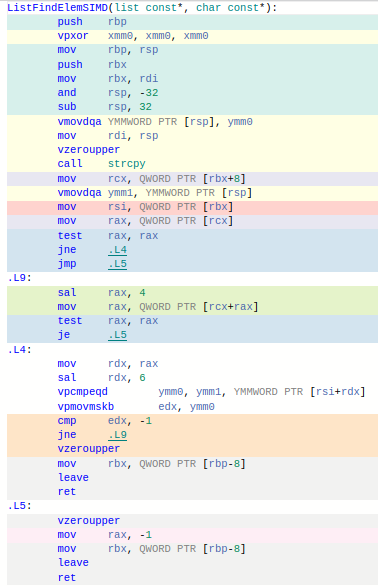 ListFindElemSIMD(list const*, char const*):
push rbp
vpxor xmm0, xmm0, xmm0
mov rbp, rsp
push rbx
mov rbx, rdi
and rsp, -32
sub rsp, 32
vmovdqa YMMWORD PTR [rsp], ymm0
mov rdi, rsp
vzeroupper
call strcpy
mov rcx, QWORD PTR [rbx+8]
vmovdqa ymm1, YMMWORD PTR [rsp]
mov rsi, QWORD PTR [rbx]
mov rax, QWORD PTR [rcx]
test rax, rax
jne .L4
jmp .L5
.L9:
sal rax, 4
mov rax, QWORD PTR [rcx+rax]
test rax, rax
je .L5
.L4:
mov rdx, rax
sal rdx, 6
vpcmpeqd ymm0, ymm1, YMMWORD PTR [rsi+rdx]
vpmovmskb edx, ymm0
cmp edx, -1
jne .L9
vzeroupper
mov rbx, QWORD PTR [rbp-8]
leave
ret
.L5:
vzeroupper
mov rax, -1
mov rbx, QWORD PTR [rbp-8]
leave
ret